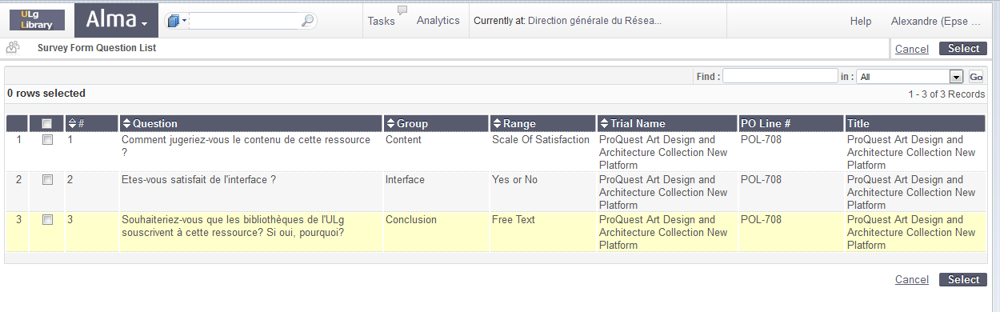 ULg Library
Alma
Tasks
Analytics
Currently at: Direction générale du Résea...
Help
Alexandre (Epse ...
Survey Form Question List
Cancel
Select
Find :
in :
All
Go
0 rows selected
1 - 3 of 3 Records
#
Question
Group
Range
Trial Name
PO Line #
Title
1
1
Comment jugeriez-vous le contenu de cette ressource
?
Content
Scale Of Satisfaction
ProQuest Art Design and
Architecture Collection New
Platform
POL-708
ProQuest Art Design and
Architecture Collection New
Platform
2
2
Etes-vous satisfait de l'interface ?
Interface
Yes or No
ProQuest Art Design and
Architecture Collection New
Platform
POL-708
ProQuest Art Design and
Architecture Collection New
Platform
3
3
Souhaiteriez-vous que les bibliothèques de l'ULg
souscrivent à cette ressource? Si oui, pourquoi?
Conclusion
Free Text
ProQuest Art Design and
Architecture Collection New
Platform
POL-708
ProQuest Art Design and
Architecture Collection New
Platform
Cancel
Select